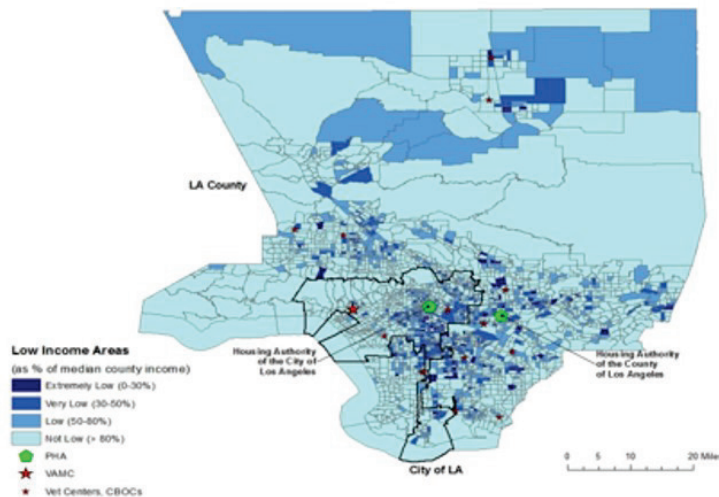 LA County
Low Income Areas
(as % of median county income)
Extremely Low (0-30%)
Very Low (30-50%)
Low (50-80%)
Not Low (> 80%)
PHA
VAMC
Vet Centers, CBOCs
Housing Authority
of the City of
Los Angeles
Housing Authority
of the County
of Los Angeles
City of LA
0 5 10 20 Miles